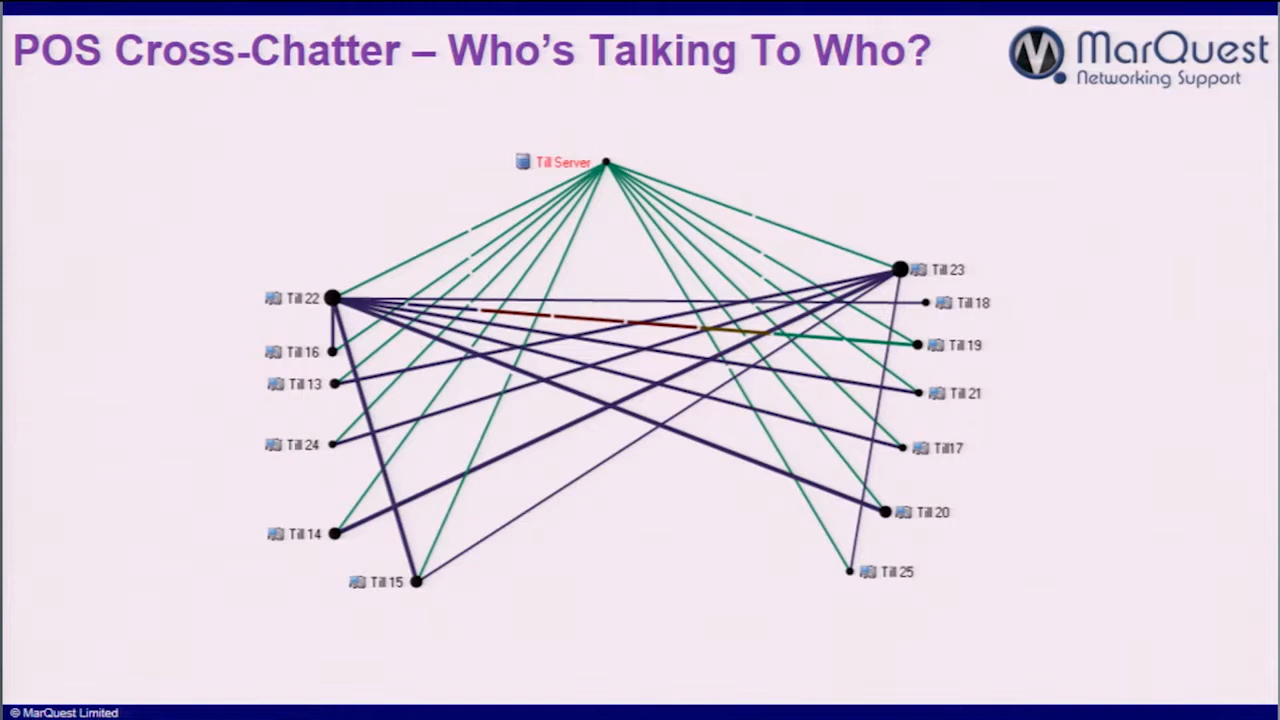 POS Cross-Chatter – Who's Talking To Who?
MarQuest
Networking Support
Till Server
Till 23
Till 22
Till 18
Till 19
Till 16
Till 13
Till 21
Till 24
Till17
Till 20
Till 14
Till 25
Till 15
© MarQuest Limited